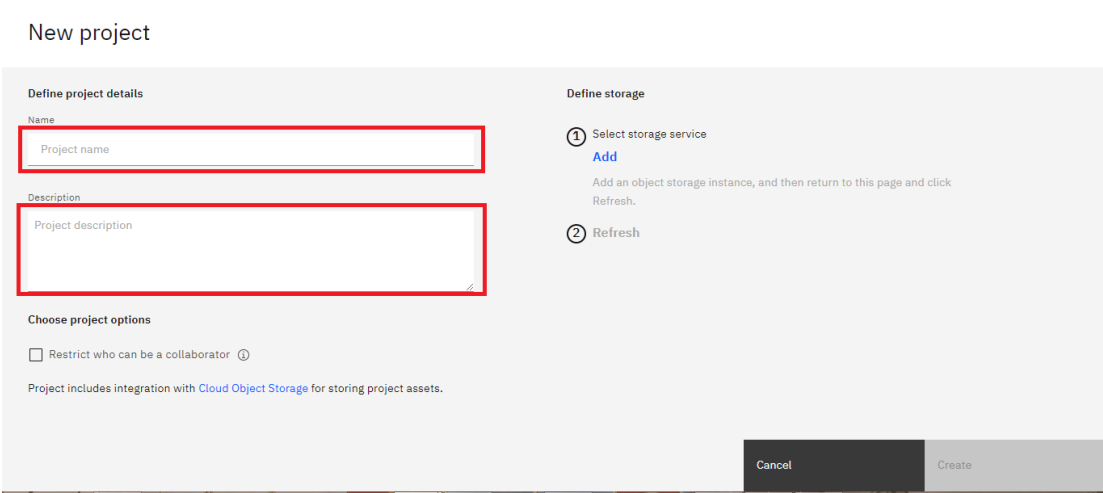 New project
Define project details
Name
Project name
Description
Project description
Choose project options
Restrict who can be a collaborator
Project includes integration with Cloud Object Storage for storing project assets.
Define storage
1 Select storage service
Add
Add an object storage instance, and then return to this page and click
Refresh.
2 Refresh
Cancel
Create